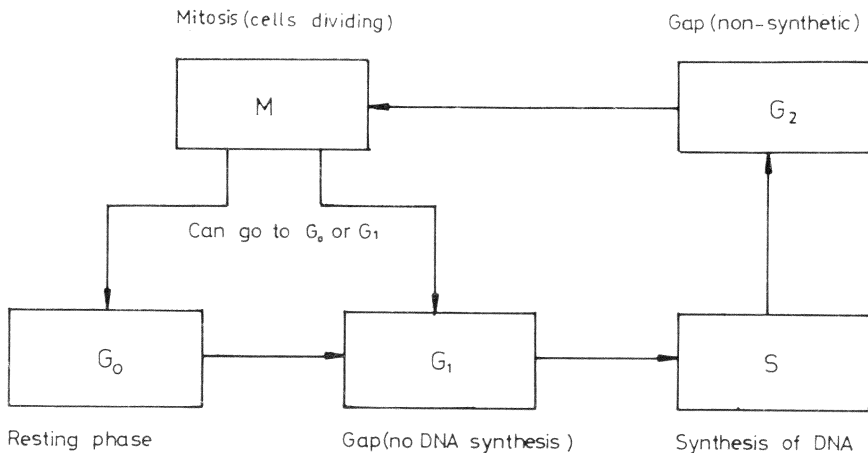 Mitosis (cells dividing)
Gap (non-synthetic)
M
G₂
Can go to G₀ or G₁
G₀
G₁
S
Resting phase
Gap (no DNA synthesis)
Synthesis of DNA